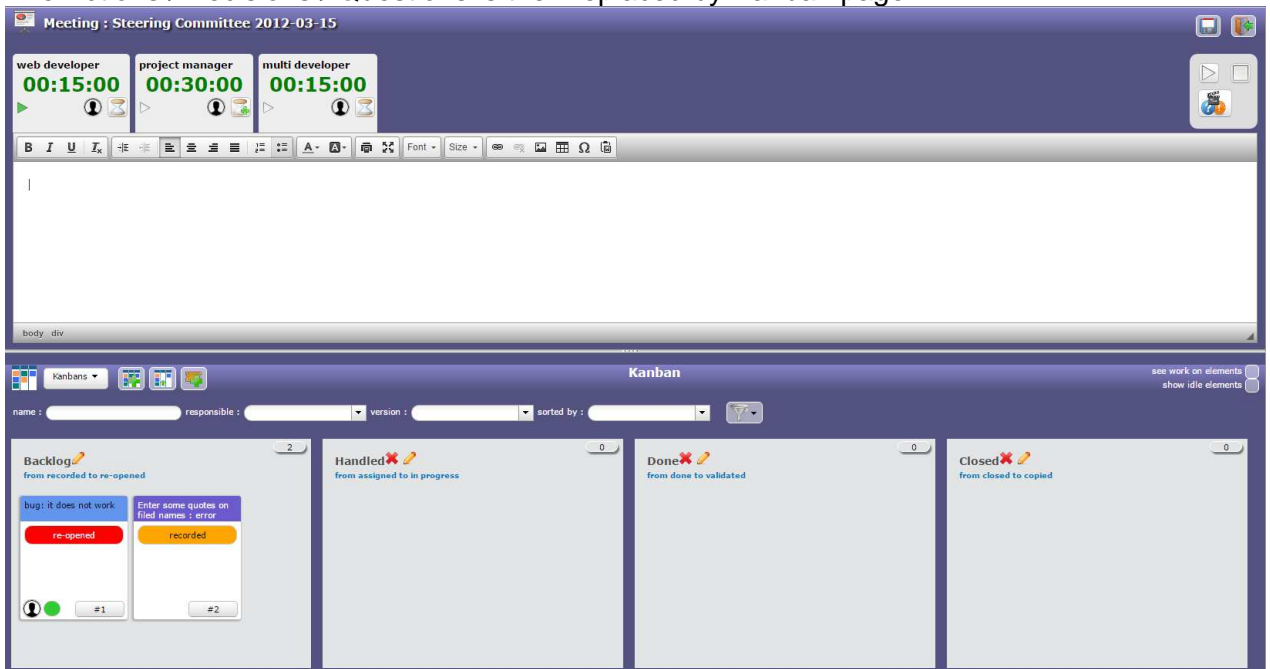 Meeting : Steering Committee 2012-03-15
web developer project manager multi developer
00:15:00 00:30:00 00:15:00
B I U Ix Font Size Ω
body div
Kanbans Kanban see work on elements
show idle elements
name : responsible : version : sorted by :
2 0 0 0
Backlog Handled Done Closed
from recorded to re-opened from assigned to in progress from done to validated from closed to copied
bug: it does not work Enter some quotes on
filed names : error
re-opened recorded
#1 #2